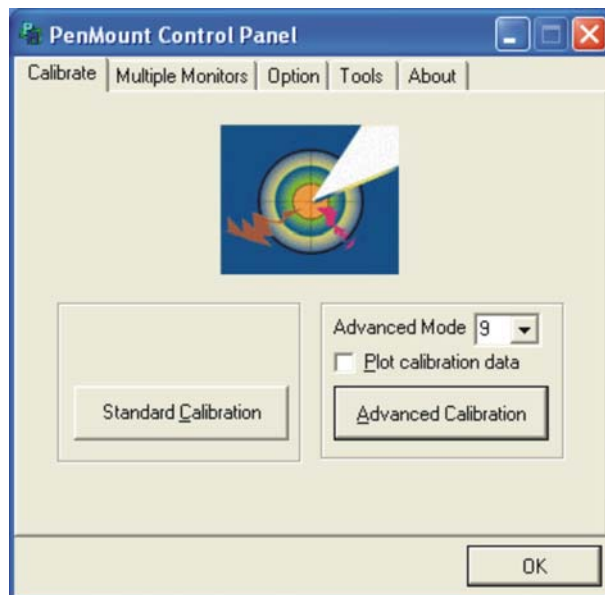 PenMount Control Panel
Calibrate Multiple Monitors Option Tools About
Advanced Mode 9
Plot calibration data
Standard Calibration Advanced Calibration
OK